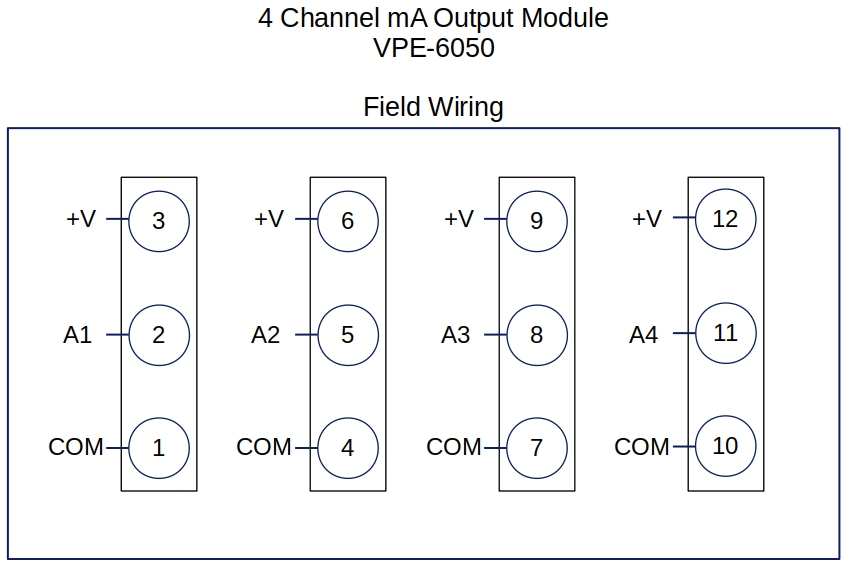 4 Channel mA Output Module
VPE-6050
Field Wiring
+V 3 +V 6 +V 9 +V 12
A1 2 A2 5 A3 8 A4 11
COM 1 COM 4 COM 7 COM 10